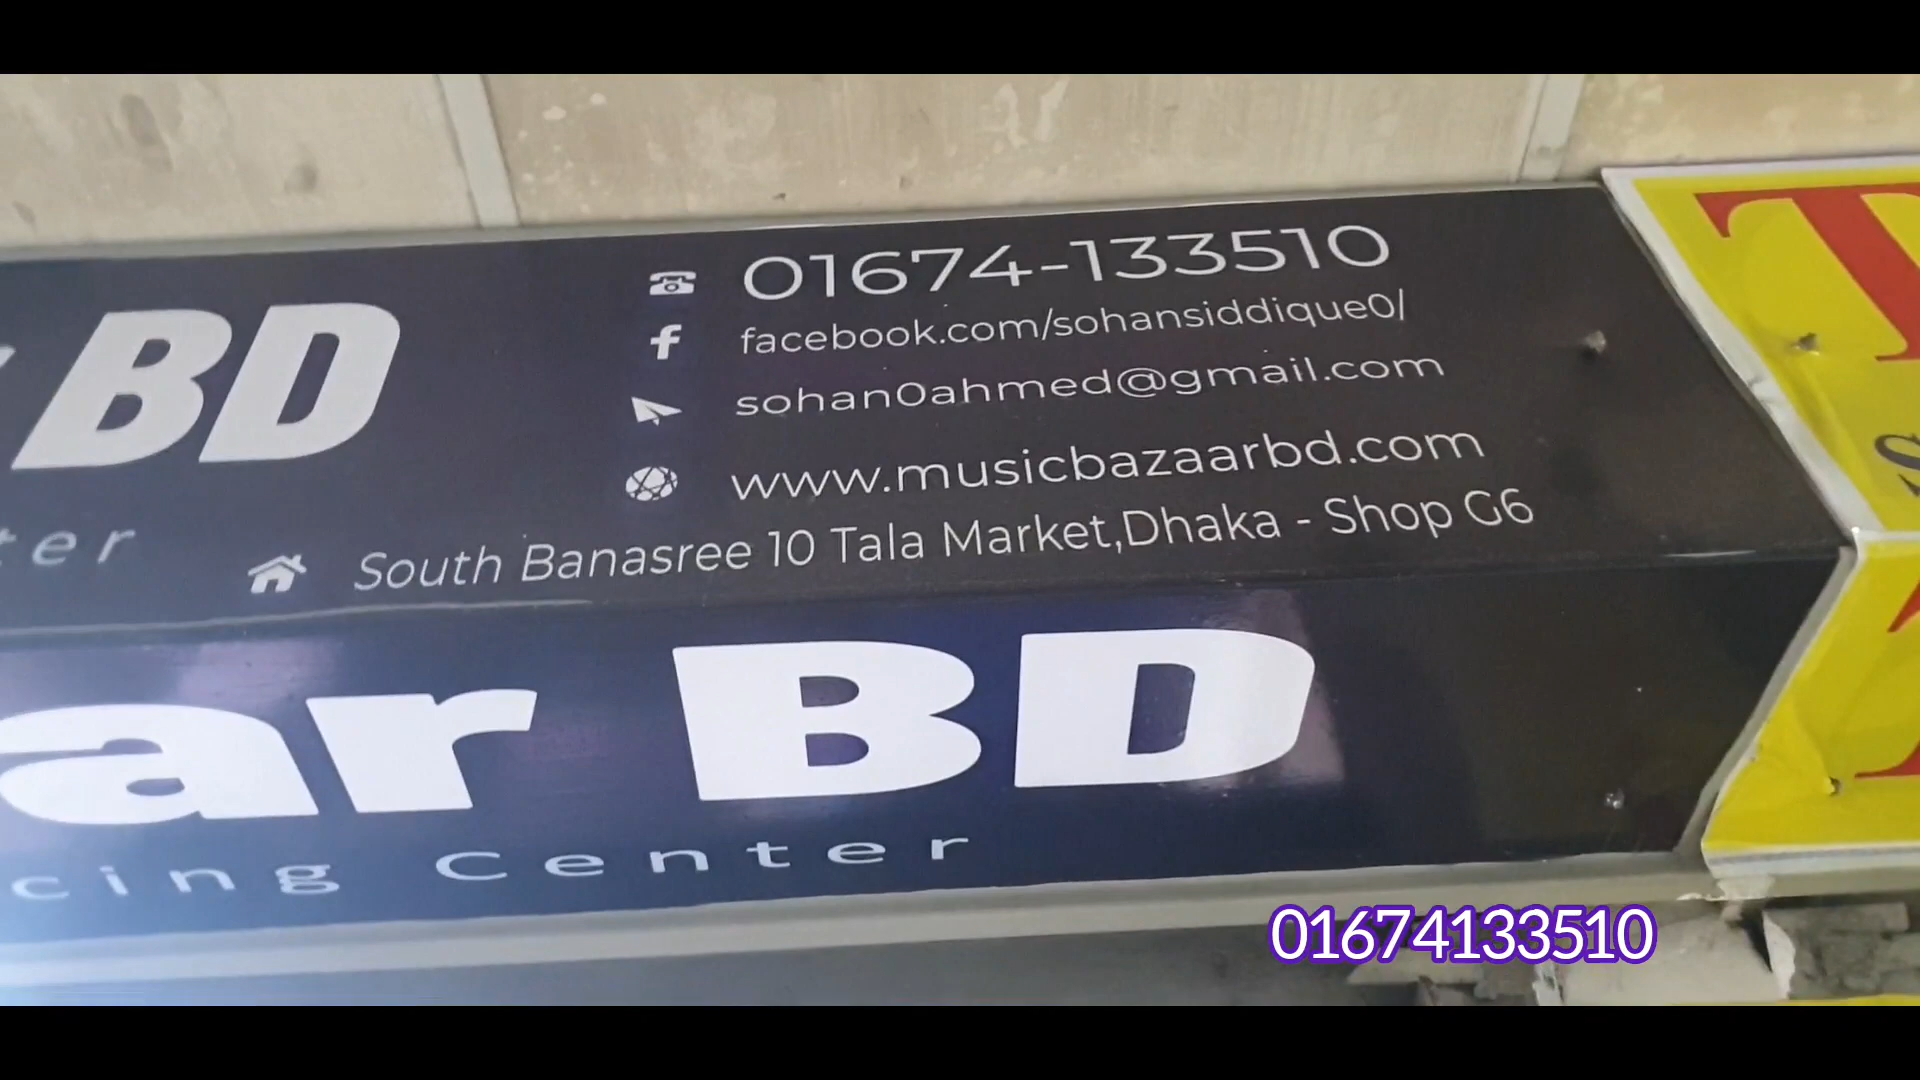 BD
ter
01674-133510
facebook.com/sohansiddique0/
sohan0ahmed@gmail.com
www.musicbazaarbd.com
South Banasree 10 Tala Market,Dhaka - Shop G6
ar BD
cing Center
01674133510